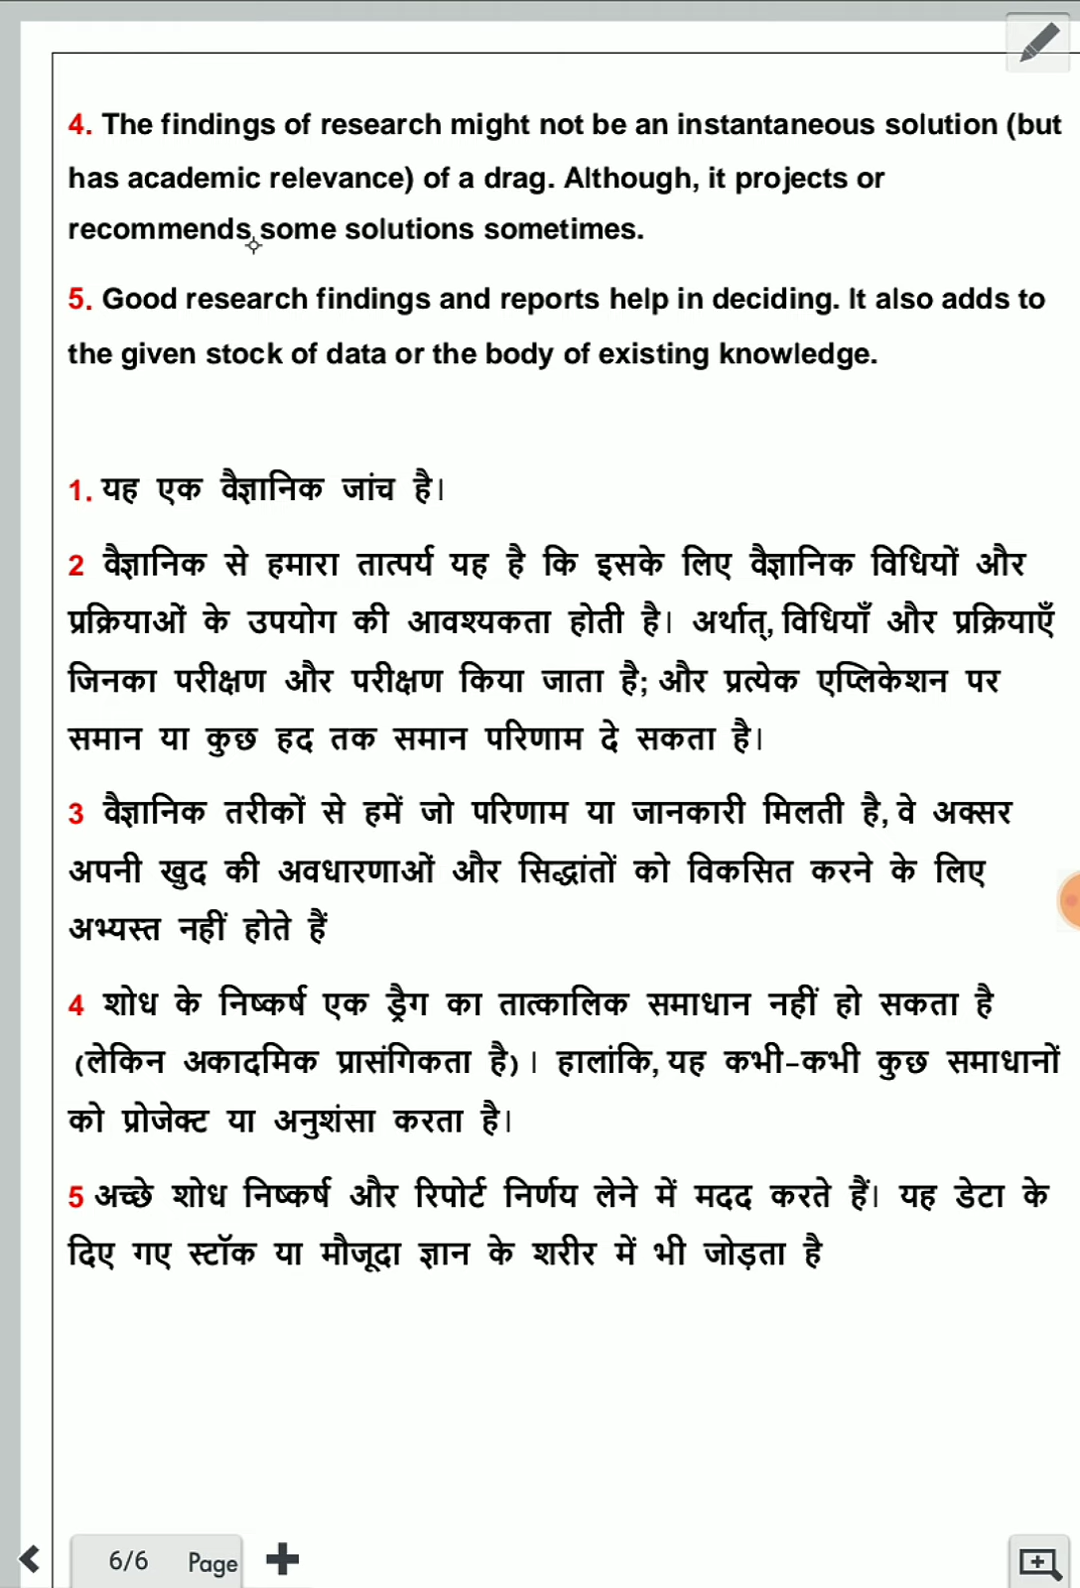 4. The findings of research might not be an instantaneous solution (but
has academic relevance) of a drag. Although, it projects or
recommends some solutions sometimes.
5. Good research findings and reports help in deciding. It also adds to
the given stock of data or the body of existing knowledge.
1. यह एक वैज्ञानिक जांच है।
2 वैज्ञानिक से हमारा तात्पर्य यह है कि इसके लिए वैज्ञानिक विधियों और
प्रक्रियाओं के उपयोग की आवश्यकता होती है। अर्थात्, विधियाँ और प्रक्रियाएँ
जिनका परीक्षण और परीक्षण किया जाता है; और प्रत्येक एप्लिकेशन पर
समान या कुछ हद तक समान परिणाम दे सकता है।
3 वैज्ञानिक तरीकों से हमें जो परिणाम या जानकारी मिलती है, वे अक्सर
अपनी खुद की अवधारणाओं और सिद्धांतों को विकसित करने के लिए
अभ्यस्त नहीं होते हैं
4 शोध के निष्कर्ष एक ड्रैग का तात्कालिक समाधान नहीं हो सकता है
(लेकिन अकादमिक प्रासंगिकता है)। हालांकि, यह कभी-कभी कुछ समाधानों
को प्रोजेक्ट या अनुशंसा करता है।
5 अच्छे शोध निष्कर्ष और रिपोर्ट निर्णय लेने में मदद करते हैं। यह डेटा के
दिए गए स्टॉक या मौजूदा ज्ञान के शरीर में भी जोड़ता है
6/6 Page